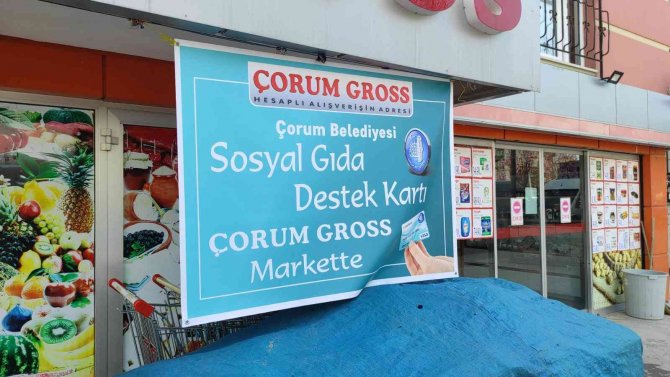 ÇORUM GROSS
HESAPLI ALIŞVERİŞİN ADRESİ
Çorum Belediyesi
Sosyal Gıda
Destek Kartı
ÇORUM GROSS
Markette